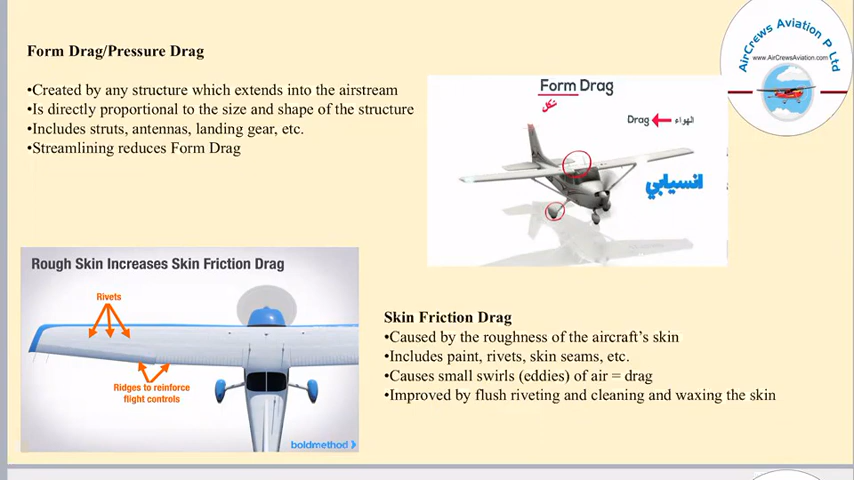 Form Drag/Pressure Drag
•Created by any structure which extends into the airstream
•Is directly proportional to the size and shape of the structure
•Includes struts, antennas, landing gear, etc.
•Streamlining reduces Form Drag
AirCrews Aviation P Ltd
www.AirCrewsAviation.com
Form Drag
شكل
Drag
الهواء
انسيابي
Rough Skin Increases Skin Friction Drag
Rivets
Ridges to reinforce
flight controls
boldmethod
Skin Friction Drag
•Caused by the roughness of the aircraft’s skin
•Includes paint, rivets, skin seams, etc.
•Causes small swirls (eddies) of air = drag
•Improved by flush riveting and cleaning and waxing the skin